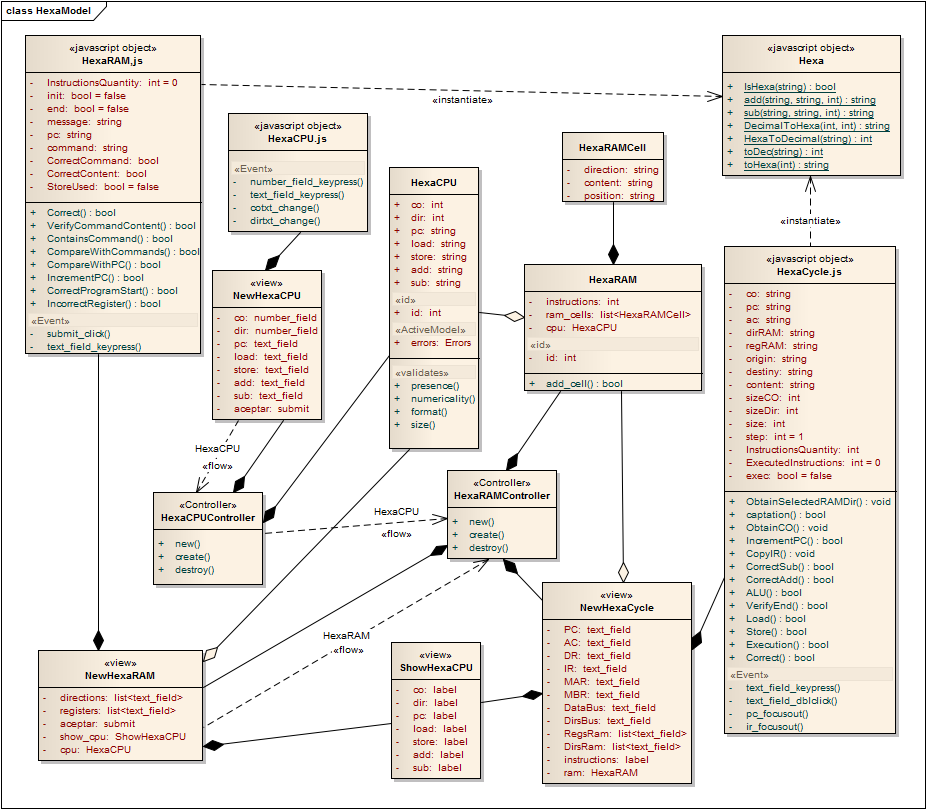 class HexaModel
«javascript object»
HexaRAM,js
- InstructionsQuantity: int = 0
- init: bool = false
- end: bool = false
- message: string
- pc: string
- command: string
- CorrectCommand: bool
- CorrectContent: bool
- StoreUsed: bool = false
+ Correct() : bool
+ VerifyCommandContent() : bool
+ ContainsCommand() : bool
+ CompareWithCommands() : bool
+ CompareWithPC() : bool
+ IncrementPC() : bool
+ CorrectProgramStart() : bool
+ IncorrectRegister() : bool
«Event»
- submit_click()
- text_field_keypress()
«instantiate»
«javascript object»
Hexa
+ IsHexa(string) : bool
+ add(string, string, int) : string
+ sub(string, string, int) : string
+ DecimalToHexa(int, int) : string
+ HexaToDecimal(string) : int
+ toDec(string) : int
+ toHexa(int) : string
«javascript object»
HexaCPU.js
«Event»
- number_field_keypress()
- text_field_keypress()
- cotxt_change()
- dirtxt_change()
HexaCPU
+ co: int
+ dir: int
+ pc: string
+ load: string
+ store: string
+ add: string
+ sub: string
«id»
+ id: int
«ActiveModel»
+ errors: Errors
«validates»
+ presence()
+ numericality()
+ format()
+ size()
HexaRAMCell
- direction: string
- content: string
- position: string
«instantiate»
«view»
NewHexaCPU
- co: number_field
- dir: number_field
- pc: text_field
- load: text_field
- store: text_field
- add: text_field
- sub: text_field
- aceptar: submit
HexaRAM
- instructions: int
- ram_cells: list<HexaRAMCell>
- cpu: HexaCPU
«id»
- id: int
+ add_cell() : bool
«javascript object»
HexaCycle.js
- co: string
- pc: string
- ac: string
- dirRAM: string
- regRAM: string
- origin: string
- destiny: string
- content: string
- sizeCO: int
- sizeDir: int
- size: int
- step: int = 1
- InstructionsQuantity: int
- ExecutedInstructions: int = 0
- exec: bool = false
+ ObtainSelectedRAMDir() : void
+ captation() : bool
+ ObtainCO() : void
+ IncrementPC() : bool
+ CopyIR() : void
+ CorrectSub() : bool
+ CorrectAdd() : bool
+ ALU() : bool
+ VerifyEnd() : bool
+ Load() : bool
+ Store() : bool
+ Execution() : bool
+ Correct() : bool
«Event»
- text_field_keypress()
- text_field_dblclick()
- pc_focusout()
- ir_focusout()
HexaCPU
«flow»
«Controller»
HexaCPUController
+ new()
+ create()
+ destroy()
HexaCPU
«flow»
«Controller»
HexaRAMController
+ new()
+ create()
+ destroy()
HexaRAM
«flow»
«view»
NewHexaRAM
- directions: list<text_field>
- registers: list<text_field>
- aceptar: submit
- show_cpu: ShowHexaCPU
- cpu: HexaCPU
«view»
ShowHexaCPU
- co: label
- dir: label
- pc: label
- load: label
- store: label
- add: label
- sub: label
«view»
NewHexaCycle
- PC: text_field
- AC: text_field
- DR: text_field
- IR: text_field
- MAR: text_field
- MBR: text_field
- DataBus: text_field
- DirsBus: text_field
- RegsRam: list<text_field>
- DirsRam: list<text_field>
- instructions: label
- ram: HexaRAM